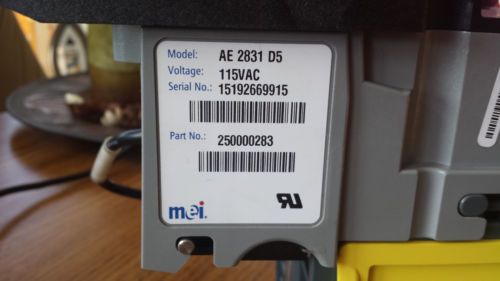 Model: AE 2831 D5
Voltage: 115VAC
Serial No.: 15192669915
Part No.: 250000283
mei